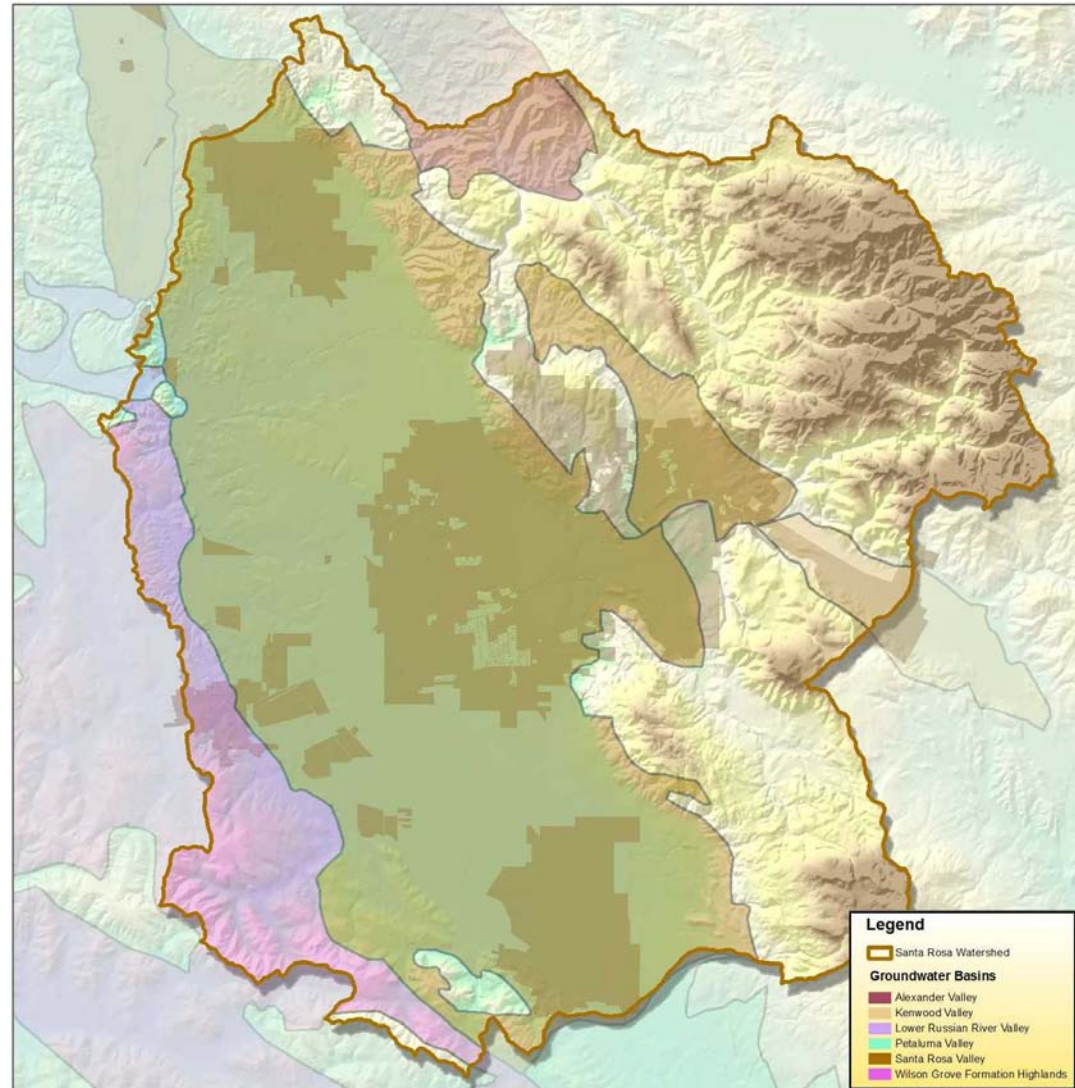 Legend
Santa Rosa Watershed
Groundwater Basins
Alexander Valley
Kenwood Valley
Lower Russian River Valley
Petaluma Valley
Santa Rosa Valley
Wilson Grove Formation Highlands